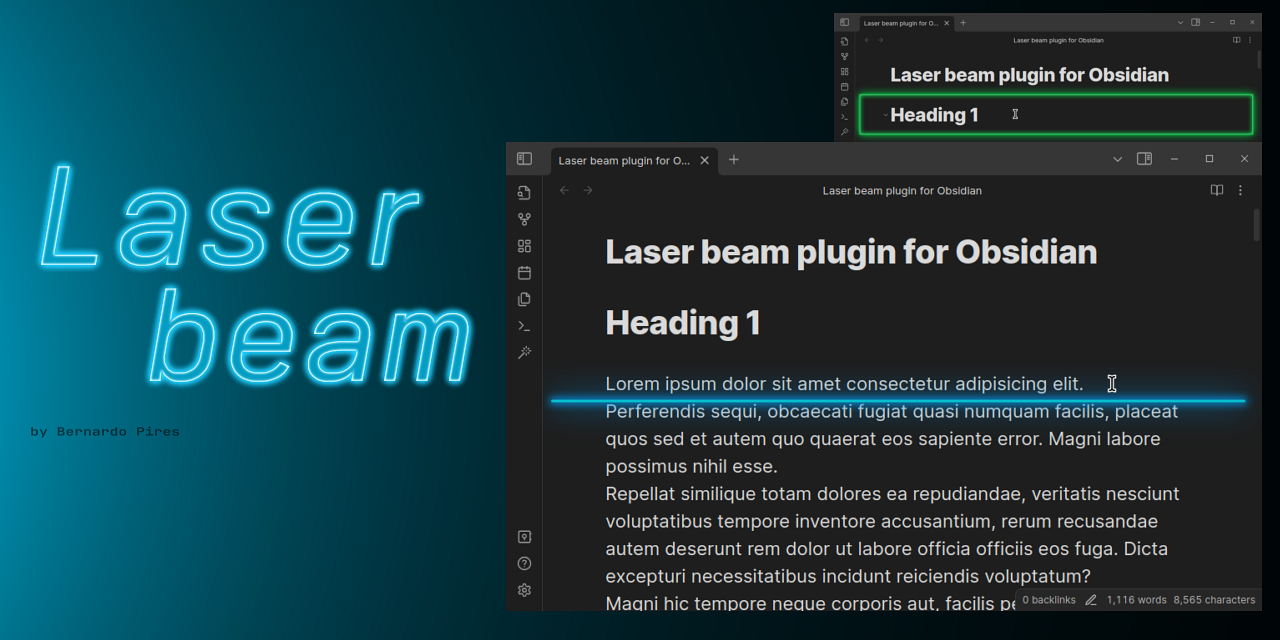 Laser
beam
by Bernardo Pires
Laser beam plugin for O...
Laser beam plugin for Obsidian
Laser beam plugin for Obsidian
Heading 1
Laser beam plugin for O...
Laser beam plugin for Obsidian
Laser beam plugin for Obsidian
Heading 1
Lorem ipsum dolor sit amet consectetur adipisicing elit.
Perferendis sequi, obcaecati fugiat quasi numquam facilis, placeat
quos sed et autem quo quaerat eos sapiente error. Magni labore
possimus nihil esse.
Repellat similique totam dolores ea repudiandae, veritatis nesciunt
voluptatibus tempore inventore accusantium, rerum recusandae
autem deserunt rem dolor ut labore officia officiis eos fuga. Dicta
excepturi necessitatibus incidunt reiciendis voluptatum?
Magni hic tempore neque corporis aut, facilis pe
0 backlinks 1,116 words 8,565 characters